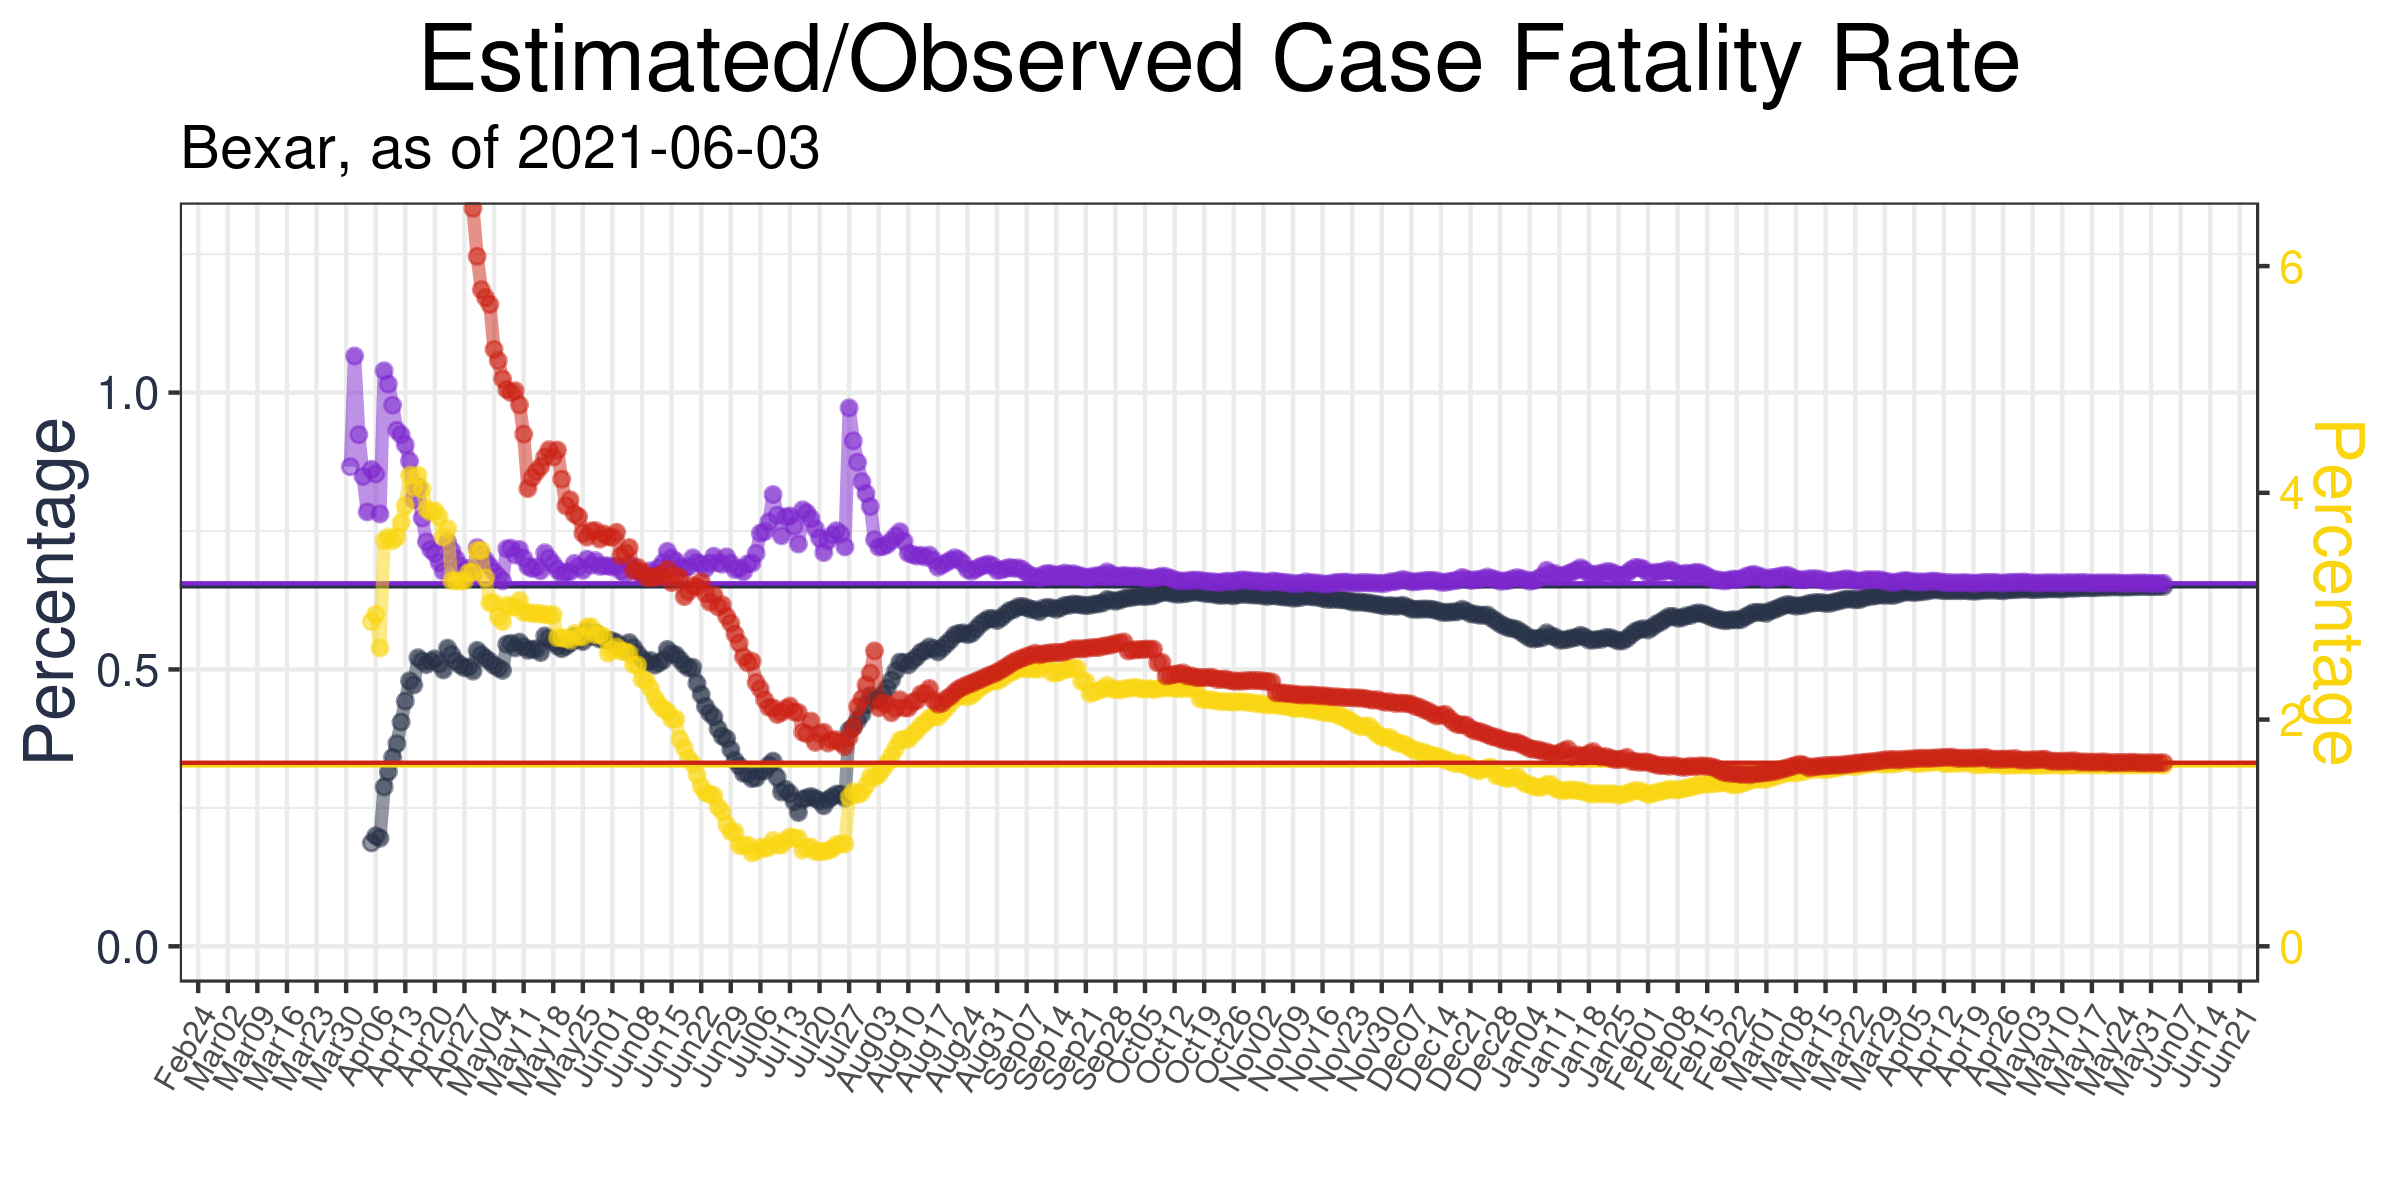 Estimated/Observed Case Fatality Rate
Bexar, as of 2021-06-03
Percentage
1.0
0.5
0.0
6
4
2
0
Percentage
Feb24
Mar02
Mar09
Mar16
Mar23
Mar30
Apr06
Apr13
Apr20
Apr27
May04
May11
May18
May25
Jun01
Jun08
Jun15
Jun22
Jun29
Jul06
Jul13
Jul20
Jul27
Aug03
Aug10
Aug17
Aug24
Aug31
Sep07
Sep14
Sep21
Sep28
Oct05
Oct12
Oct19
Oct26
Nov02
Nov09
Nov16
Nov23
Nov30
Dec07
Dec14
Dec21
Dec28
Jan04
Jan11
Jan18
Jan25
Feb01
Feb08
Feb15
Feb22
Mar01
Mar08
Mar15
Mar22
Mar29
Apr05
Apr12
Apr19
Apr26
May03
May10
May17
May24
May31
Jun07
Jun14
Jun21